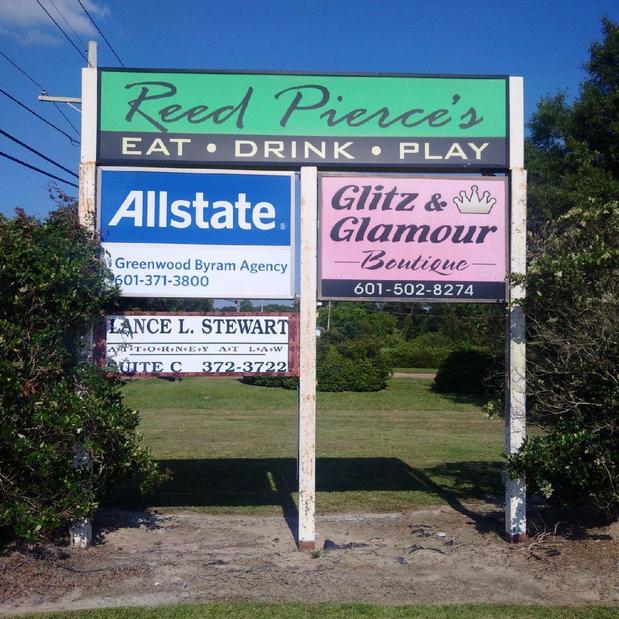 Reed Pierce's
EAT • DRINK • PLAY
Allstate®
Greenwood Byram Agency
601-371-3800
Glitz &
Glamour
Boutique
601-502-8274
LANCE L. STEWART
A•T•T•O•R•N•E•Y A•T L•A•W
SUITE C 372-3722